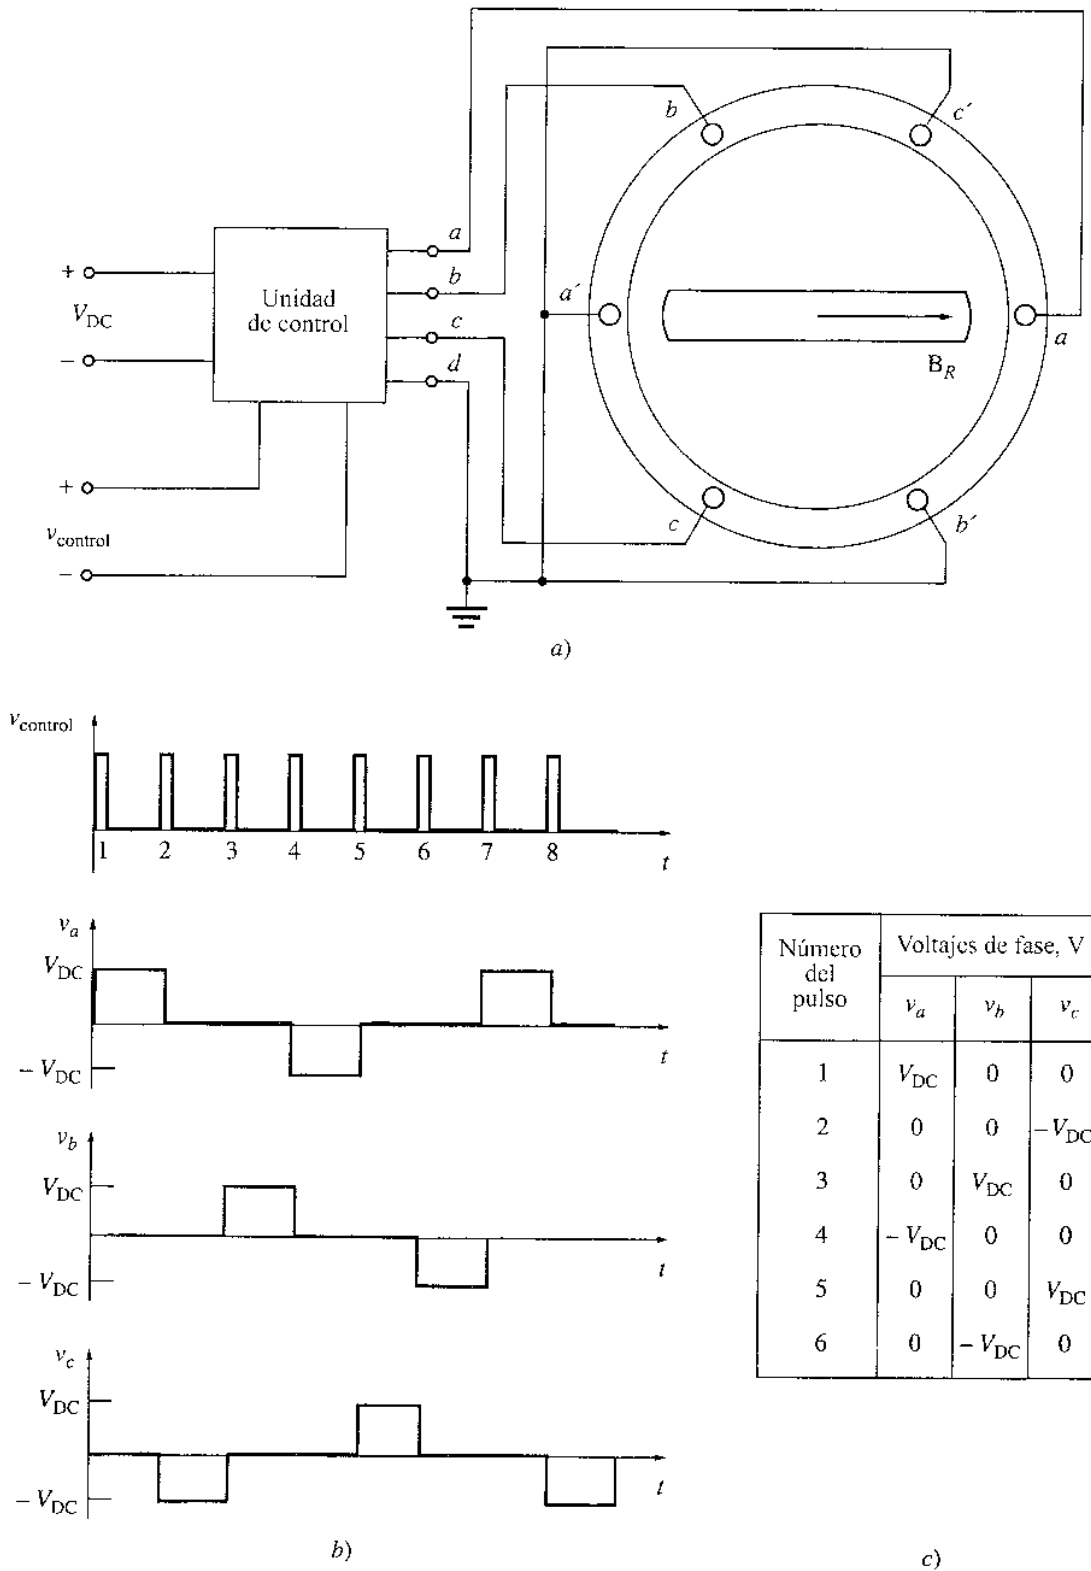 b
c´
a
+
b
Unidad
de control
V_DC
a´
c
a
−
d
B_R
+
c
b´
v_control
−
a)
v_control
1 2 3 4 5 6 7 8
t
v_a
V_DC
− V_DC
t
v_b
V_DC
− V_DC
t
v_c
V_DC
− V_DC
t
b)
Número
del
pulso
Voltajes de fase, V
v_a v_b v_c
1 V_DC 0 0
2 0 0 −V_DC
3 0 V_DC 0
4 − V_DC 0 0
5 0 0 V_DC
6 0 − V_DC 0
c)